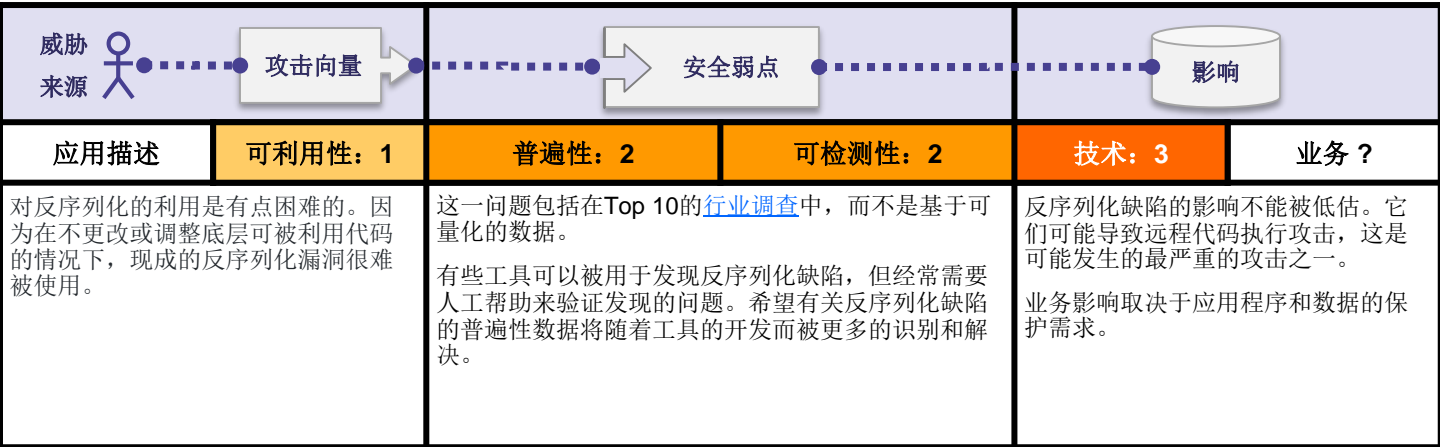 威胁
来源
攻击向量
安全弱点
影响
应用描述
可利用性：1
普遍性：2
可检测性：2
技术：3
业务 ?
对反序列化的利用是有点困难的。因
为在不更改或调整底层可被利用代码
的情况下，现成的反序列化漏洞很难
被使用。
这一问题包括在Top 10的行业调查中，而不是基于可
量化的数据。
有些工具可以被用于发现反序列化缺陷，但经常需要
人工帮助来验证发现的问题。希望有关反序列化缺陷
的普遍性数据将随着工具的开发而被更多的识别和解
决。
反序列化缺陷的影响不能被低估。它
们可能导致远程代码执行攻击，这是
可能发生的最严重的攻击之一。
业务影响取决于应用程序和数据的保
护需求。